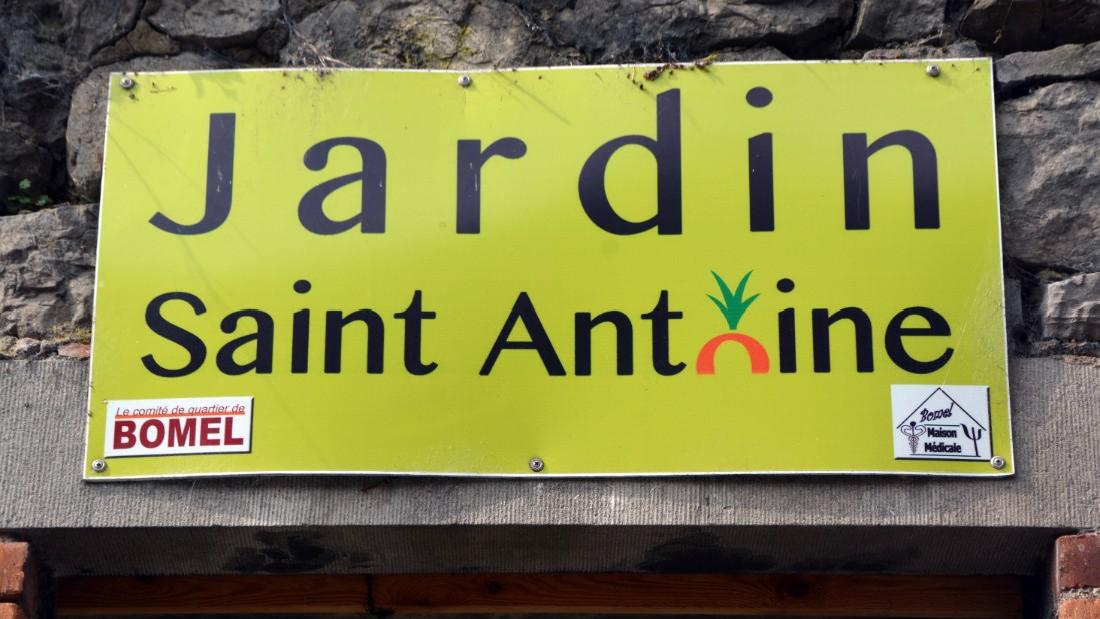 Jardin
Saint Antoine
Le comité de quartier de
BOMEL
Bomel
Maison
Médicale